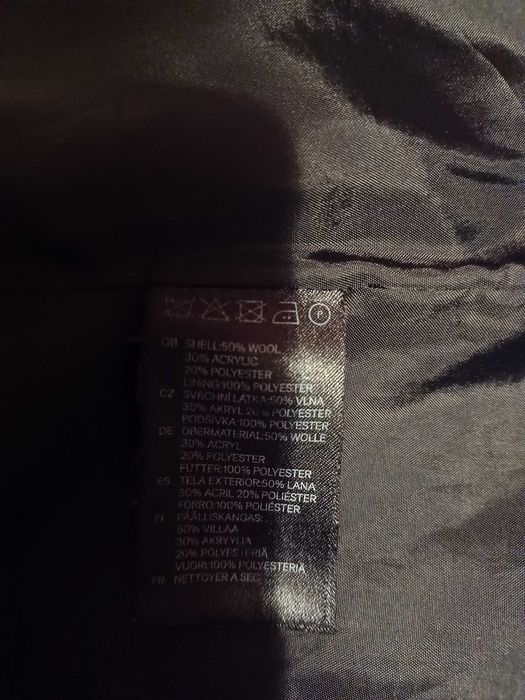 P
GB SHELL:50% WOOL
30% ACRYLIC
20% POLYESTER
LINING:100% POLYESTER
CZ SVRCHNÍ LÁTKA:50% VLNA
30% AKRYL 20% POLYESTER
PODŠÍVKA:100% POLYESTER
DE OBERMATERIAL:50% WOLLE
30% ACRYL
20% POLYESTER
FUTTER:100% POLYESTER
ES TELA EXTERIOR:50% LANA
30% ACRIL 20% POLIÉSTER
FORRO:100% POLIÉSTER
FI PÄÄLLISKANGAS:
50% VILLAA
30% AKRYYLIA
20% POLYESTERIÄ
VUORI:100% POLYESTERIÄ
FR NETTOYER A SEC